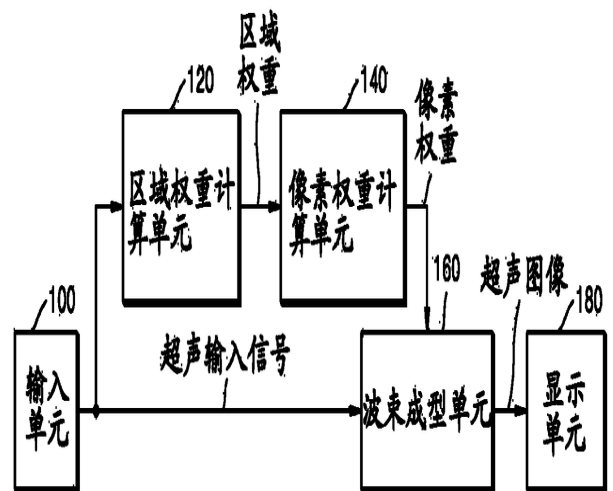 区域
权重
120
140
像素
权重
区域权重计
算单元
像素权重计
算单元
100
160
超声图像
180
超声输入信号
输入
单元
波束成型单元
显示
单元